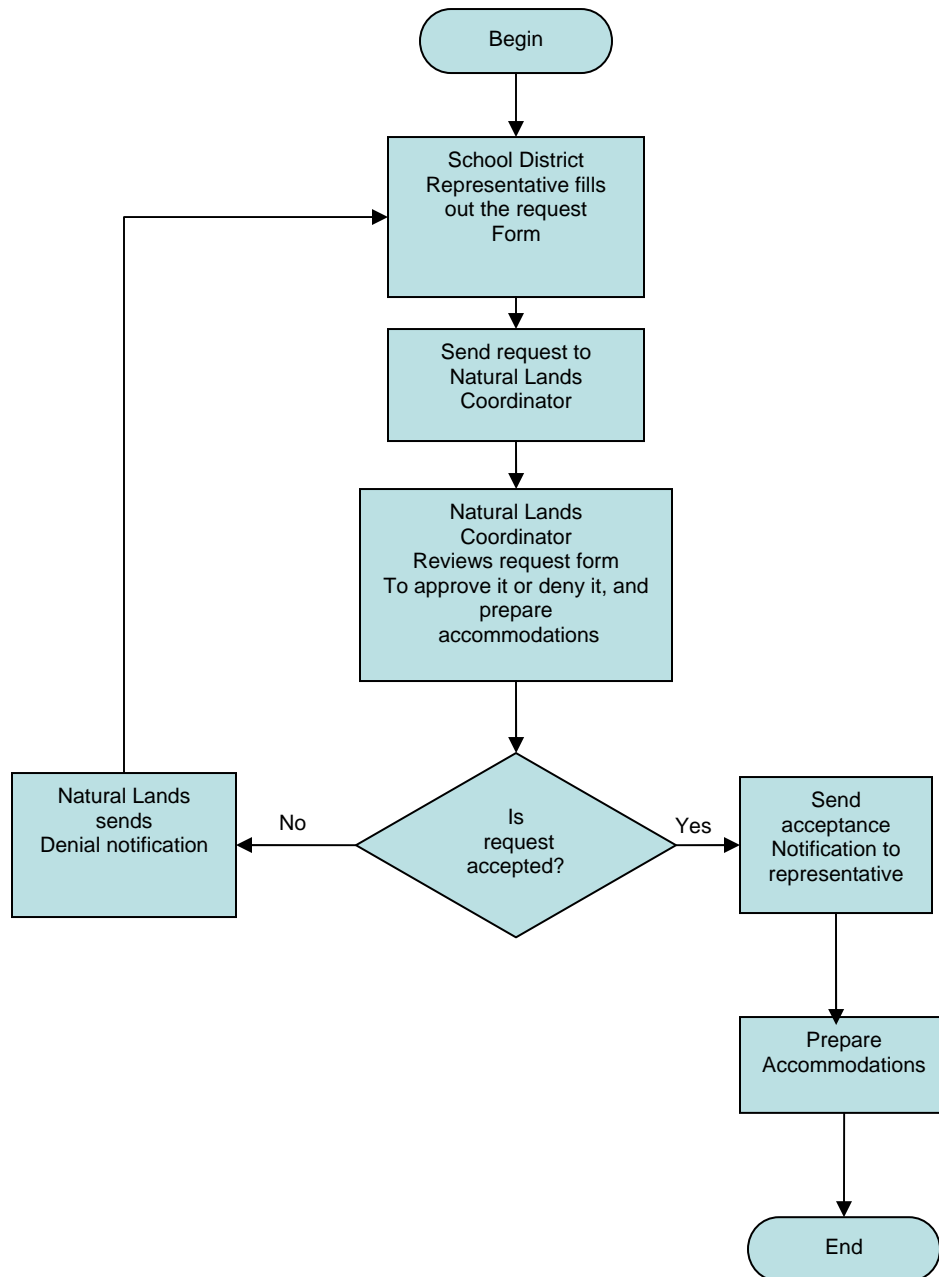 Begin
School District
Representative fills
out the request
Form
Send request to
Natural Lands
Coordinator
Natural Lands
Coordinator
Reviews request form
To approve it or deny it, and
prepare
accommodations
Is
request
accepted?
No
Yes
Natural Lands
sends
Denial notification
Send
acceptance
Notification to
representative
Prepare
Accommodations
End